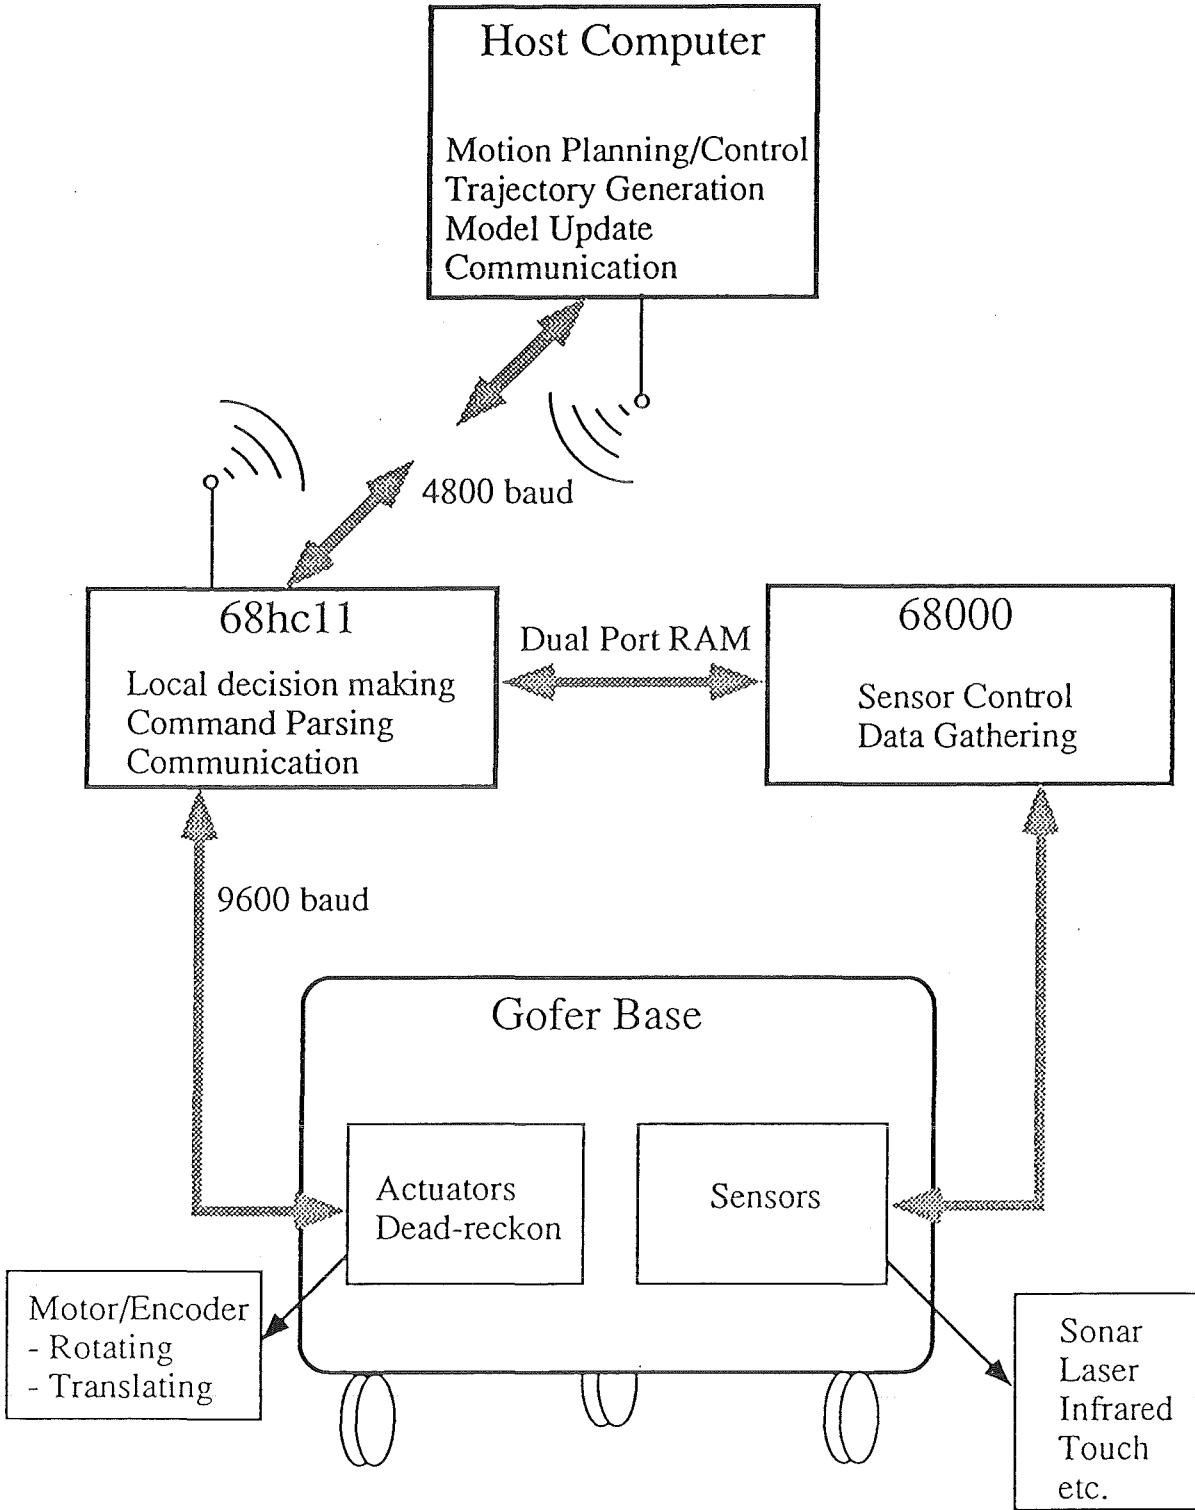 Host Computer
Motion Planning/Control
Trajectory Generation
Model Update
Communication
4800 baud
68hc11
Local decision making
Command Parsing
Communication
Dual Port RAM
68000
Sensor Control
Data Gathering
9600 baud
Gofer Base
Actuators
Dead-reckon
Sensors
Motor/Encoder
- Rotating
- Translating
Sonar
Laser
Infrared
Touch
etc.